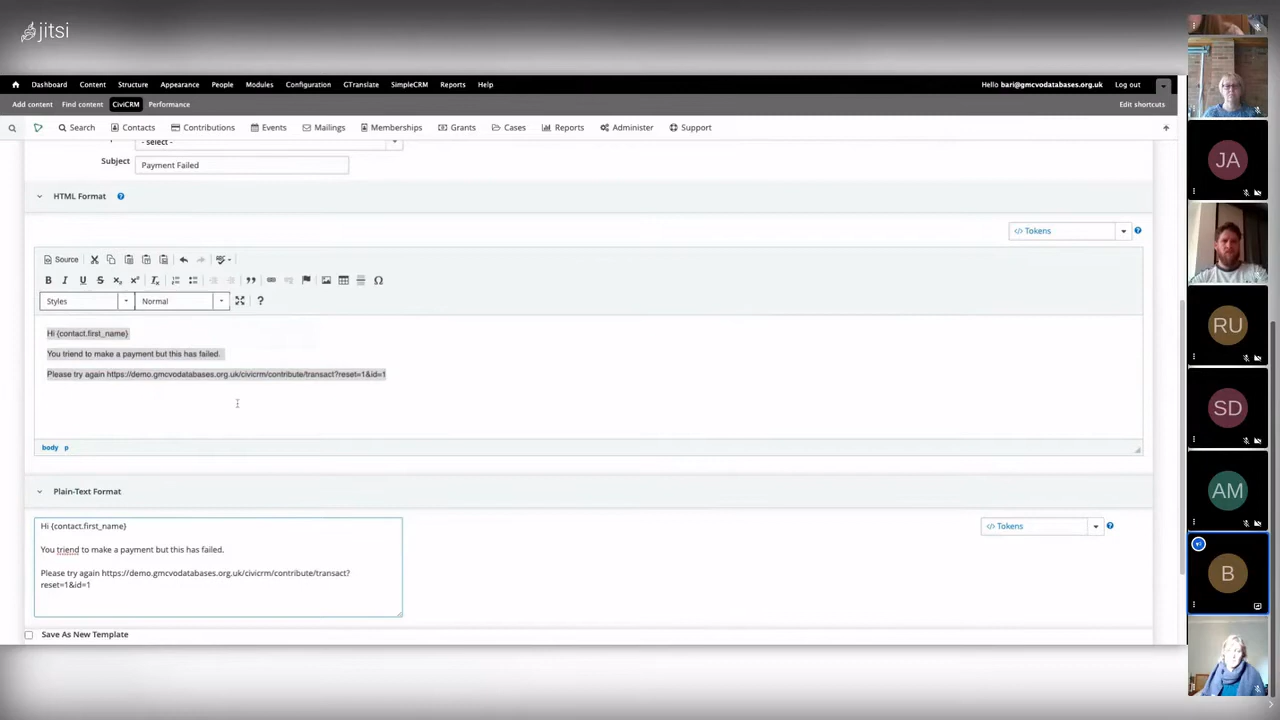 jitsi
Dashboard Content Structure Appearance People Modules Configuration GTranslate SimpleCRM Reports Help Hello bari@gmcvodatabases.org.uk Log out
Add content Find content CiviCRM Performance Edit shortcuts
Search Contacts Contributions Events Mailings Memberships Grants Cases Reports Administer Support
- select -
Subject Payment Failed
HTML Format ?
</> Tokens ?
Source
B I U S x₂ x² Tx Ω
Styles Normal ?
Hi {contact.first_name}
You triend to make a payment but this has failed.
Please try again https://demo.gmcvodatabases.org.uk/civicrm/contribute/transact?reset=1&id=1
body p
Plain-Text Format
Hi {contact.first_name}
</> Tokens ?
You triend to make a payment but this has failed.
Please try again https://demo.gmcvodatabases.org.uk/civicrm/contribute/transact?
reset=1&id=1
Save As New Template
JA
RU
SD
AM
B